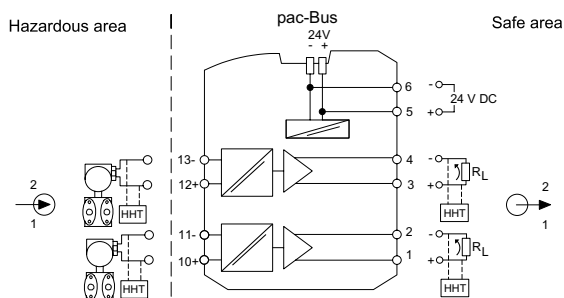 Hazardous area
pac-Bus
Safe area
24V
- +
6
-
24 V DC
5
+
13-
4
-
RL
12+
3
+
HHT
HHT
2
1
2
1
11-
2
-
RL
10+
1
+
HHT
HHT